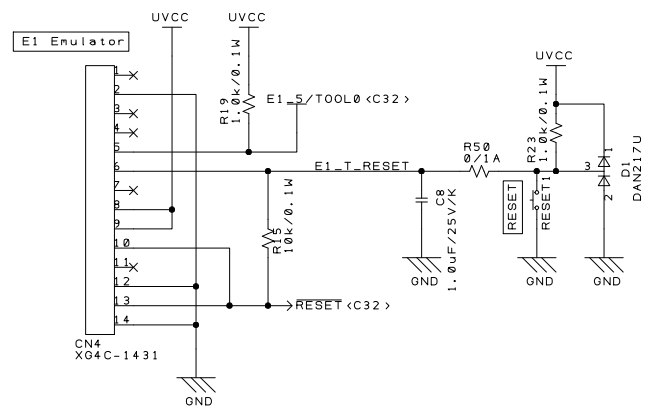 UVCC
UVCC
E1 Emulator
UVCC
1
2
3
4
5
6
7
8
9
10
11
12
13
14
R19
1.0k/0.1W
E1_5/TOOL0<C32>
E1_T_RESET
R15
10k/0.1W
RESET<C32>
C8
1.0uF/25V/K
R50
0/1A
R23
1.0k/0.1W
RESET
RESET1
3
1
2
D1
DAN217U
GND
GND
GND
GND
CN4
XG4C-1431